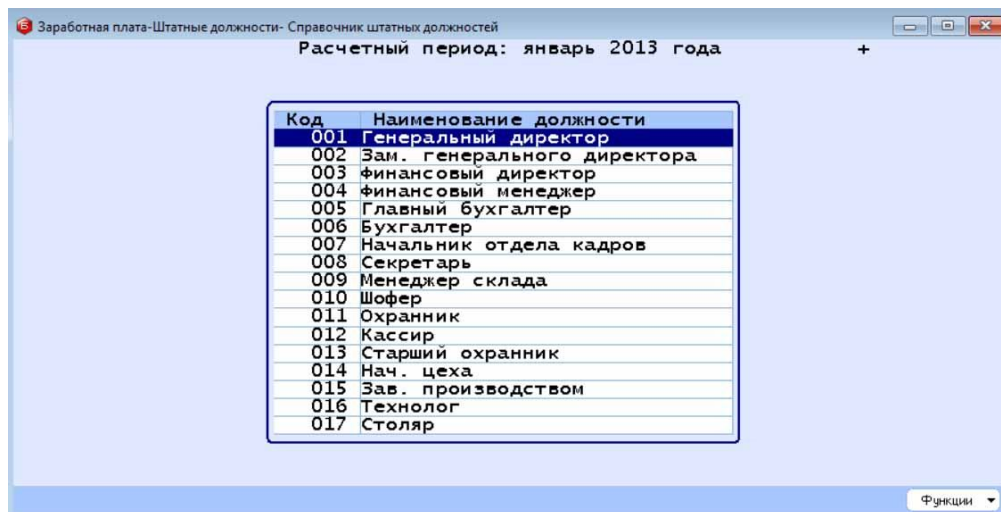 Заработная плата-Штатные должности- Справочник штатных должностей
Расчетный период: январь 2013 года +
Код Наименование должности
001 Генеральный директор
002 Зам. генерального директора
003 Финансовый директор
004 Финансовый менеджер
005 Главный бухгалтер
006 Бухгалтер
007 Начальник отдела кадров
008 Секретарь
009 Менеджер склада
010 Шофер
011 Охранник
012 Кассир
013 Старший охранник
014 Нач. цеха
015 Зав. производством
016 Технолог
017 Столяр
Функции